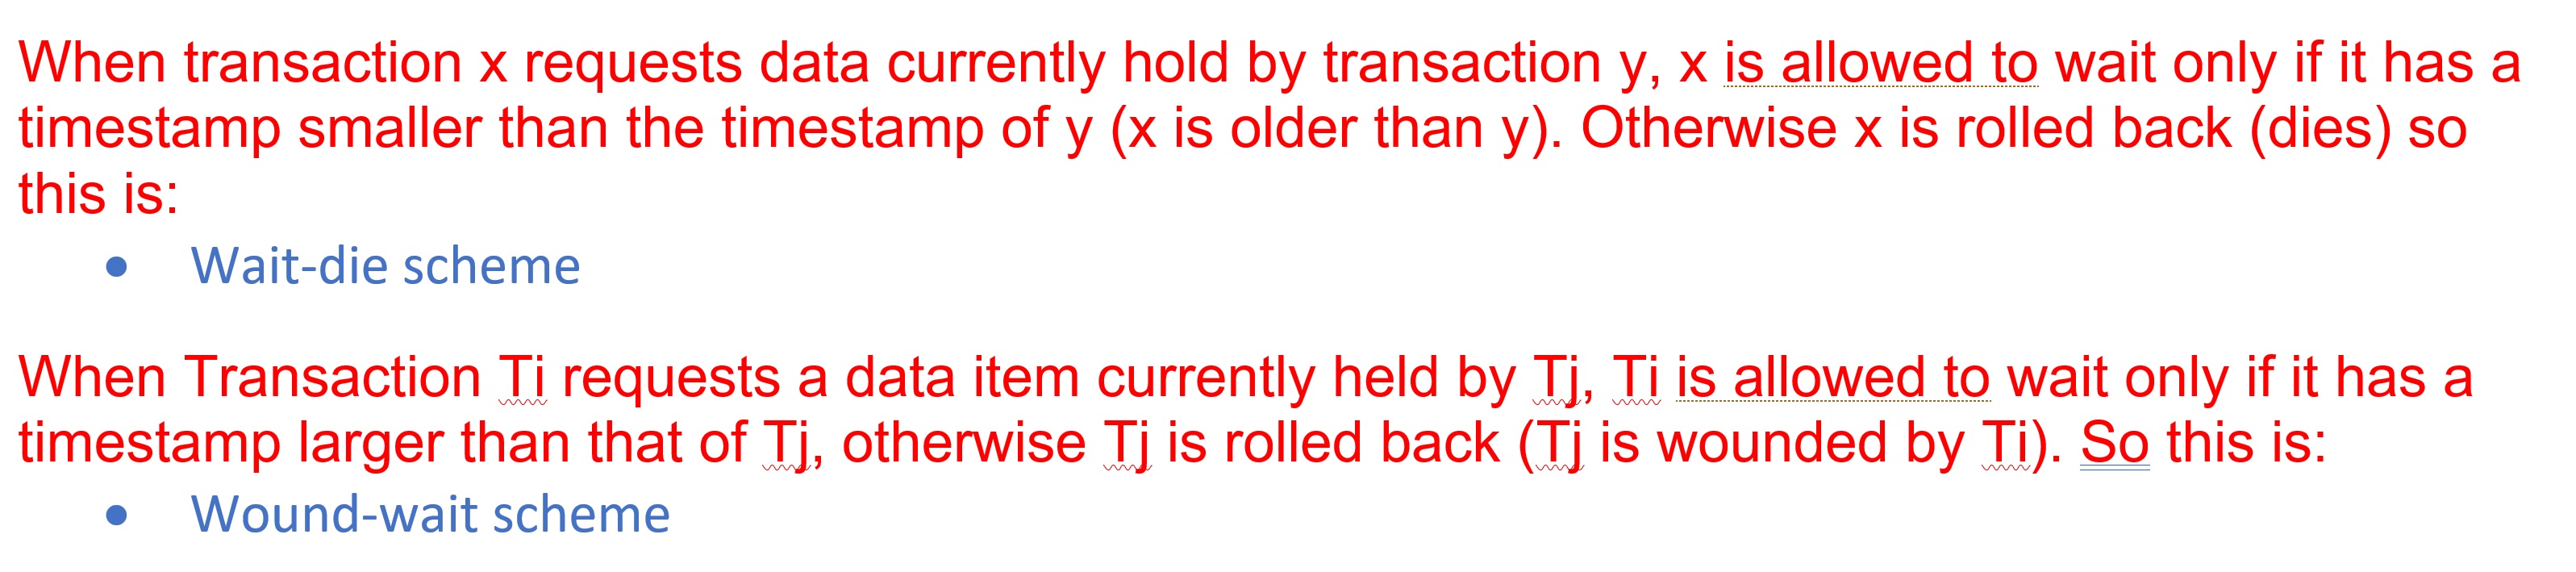 When transaction x requests data currently hold by transaction y, x is allowed to wait only if it has a
timestamp smaller than the timestamp of y (x is older than y). Otherwise x is rolled back (dies) so
this is:
• Wait-die scheme
When Transaction Ti requests a data item currently held by Tj, Ti is allowed to wait only if it has a
timestamp larger than that of Tj, otherwise Tj is rolled back (Tj is wounded by Ti). So this is:
• Wound-wait scheme